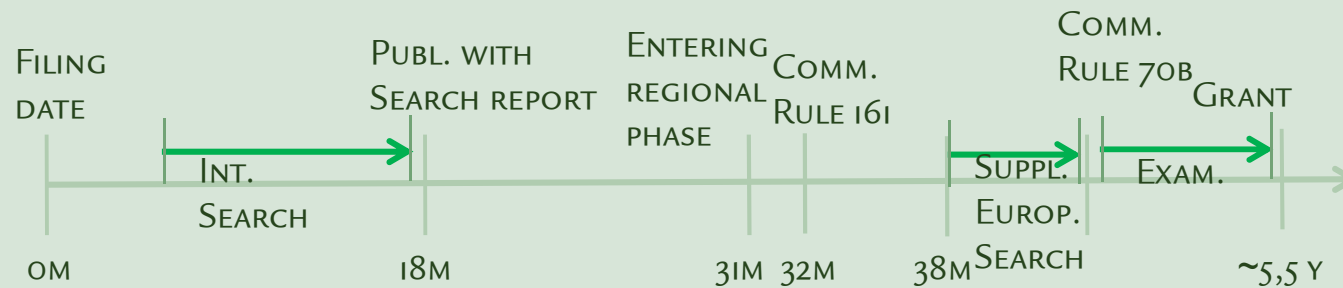 Filing
date
Publ. with
Search report
Entering
regional
phase
Comm.
Rule 161
Comm.
Rule 70b
Grant
Int.
Search
Suppl.
Europ.
Search
Exam.
0m
18m
31m
32m
38m
~5,5 y